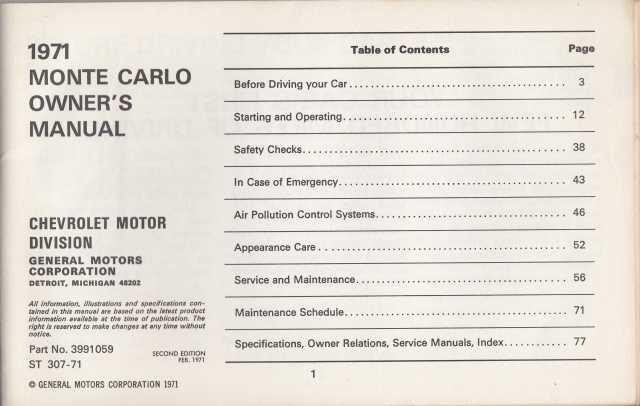 1971
MONTE CARLO
OWNER'S
MANUAL
CHEVROLET MOTOR
DIVISION
GENERAL MOTORS
CORPORATION
DETROIT, MICHIGAN 48202
All information, illustrations and specifications con-
tained in this manual are based on the latest product
information available at the time of publication. The
right is reserved to make changes at any time without
notice.
Part No. 3991059
ST 307-71
SECOND EDITION
FEB. 1971
© GENERAL MOTORS CORPORATION 1971
Table of Contents Page
Before Driving your Car 3
Starting and Operating 12
Safety Checks 38
In Case of Emergency 43
Air Pollution Control Systems 46
Appearance Care 52
Service and Maintenance 56
Maintenance Schedule 71
Specifications, Owner Relations, Service Manuals, Index 77
1